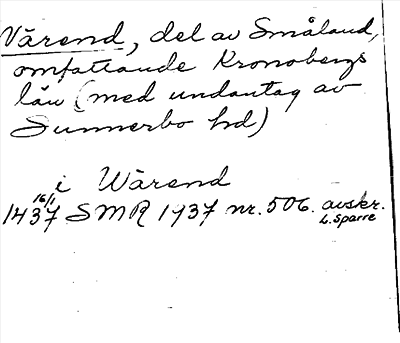 Värend, del av Småland,
omfattande Kronobergs
län (med undantag av
Sunnerbo hd)
i Wärend
16/1
1437 SMR 1937 nr. 506. avskr.
L. Sparre